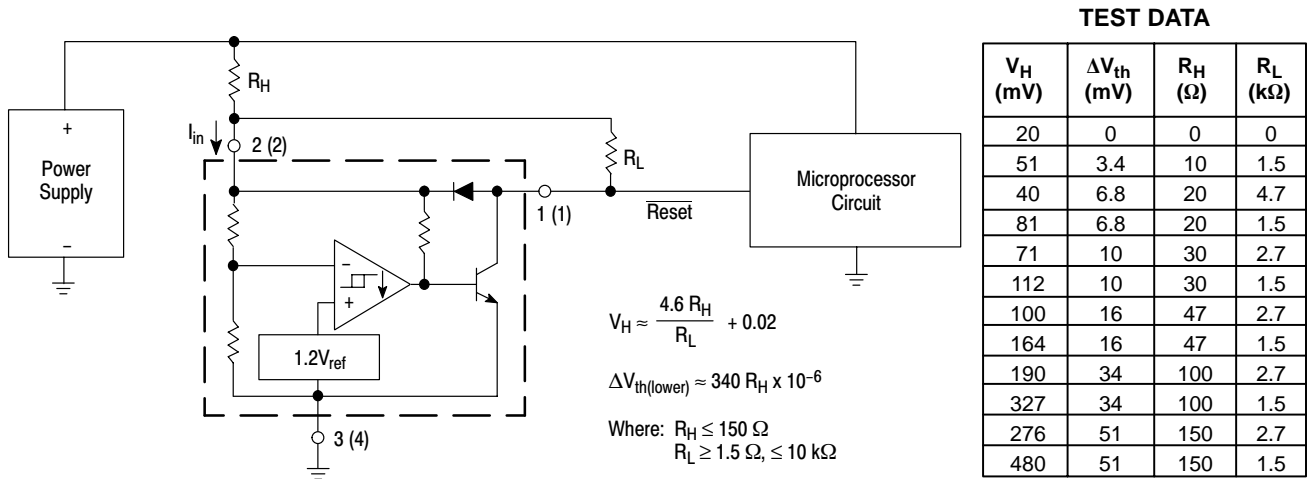 R_H
I_in
2 (2)
+
Power
Supply
−
R_L
1 (1)
Reset
Microprocessor
Circuit
−
+
1.2V_ref
3 (4)
V_H ≈ 4.6 R_H / R_L + 0.02
ΔV_th(lower) ≈ 340 R_H x 10⁻⁶
Where: R_H ≤ 150 Ω
R_L ≥ 1.5 Ω, ≤ 10 kΩ
TEST DATA
V_H (mV) ΔV_th (mV) R_H (Ω) R_L (kΩ)
20 0 0 0
51 3.4 10 1.5
40 6.8 20 4.7
81 6.8 20 1.5
71 10 30 2.7
112 10 30 1.5
100 16 47 2.7
164 16 47 1.5
190 34 100 2.7
327 34 100 1.5
276 51 150 2.7
480 51 150 1.5